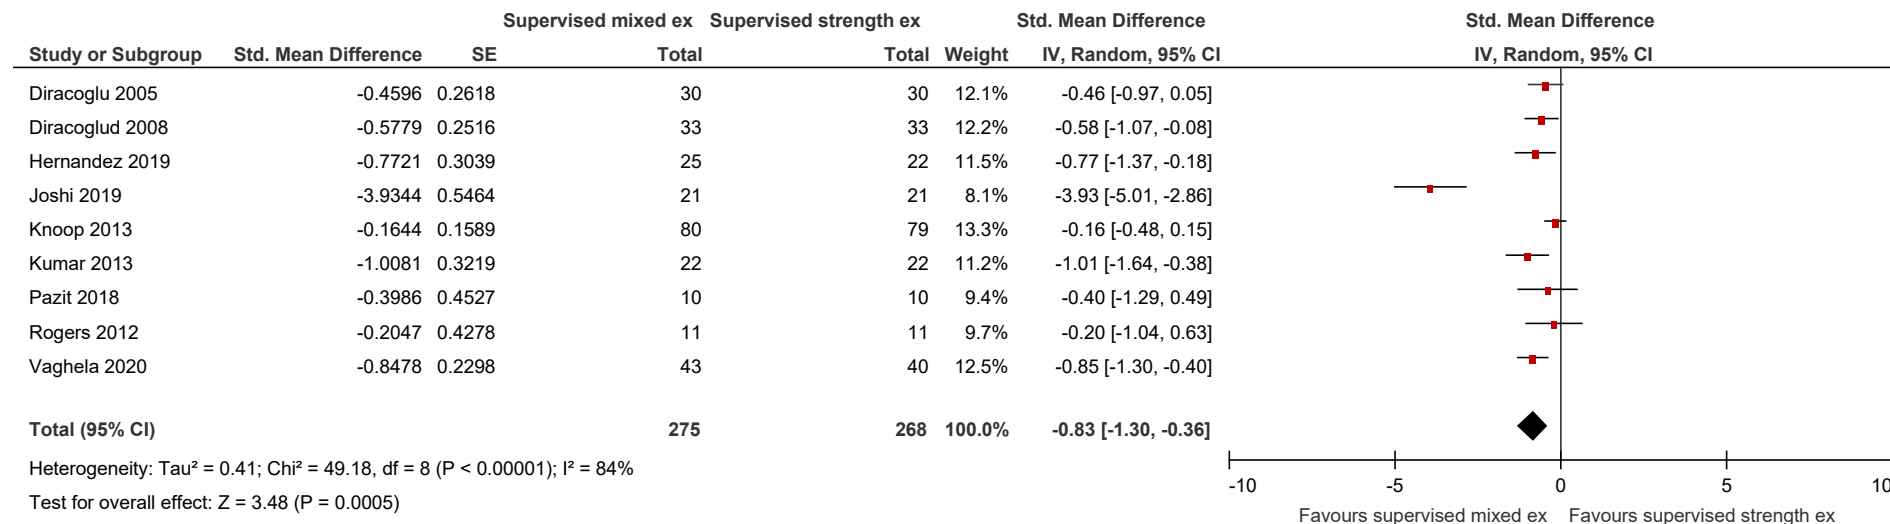 Supervised mixed ex Supervised strength ex Std. Mean Difference Std. Mean Difference
Study or Subgroup Std. Mean Difference SE Total Total Weight IV, Random, 95% CI IV, Random, 95% CI
Diracoglu 2005 -0.4596 0.2618 30 30 12.1% -0.46 [-0.97, 0.05]
Diracoglud 2008 -0.5779 0.2516 33 33 12.2% -0.58 [-1.07, -0.08]
Hernandez 2019 -0.7721 0.3039 25 22 11.5% -0.77 [-1.37, -0.18]
Joshi 2019 -3.9344 0.5464 21 21 8.1% -3.93 [-5.01, -2.86]
Knoop 2013 -0.1644 0.1589 80 79 13.3% -0.16 [-0.48, 0.15]
Kumar 2013 -1.0081 0.3219 22 22 11.2% -1.01 [-1.64, -0.38]
Pazit 2018 -0.3986 0.4527 10 10 9.4% -0.40 [-1.29, 0.49]
Rogers 2012 -0.2047 0.4278 11 11 9.7% -0.20 [-1.04, 0.63]
Vaghela 2020 -0.8478 0.2298 43 40 12.5% -0.85 [-1.30, -0.40]
Total (95% CI) 275 268 100.0% -0.83 [-1.30, -0.36]
Heterogeneity: Tau² = 0.41; Chi² = 49.18, df = 8 (P < 0.00001); I² = 84%
Test for overall effect: Z = 3.48 (P = 0.0005)
-10 -5 0 5 10
Favours supervised mixed ex Favours supervised strength ex